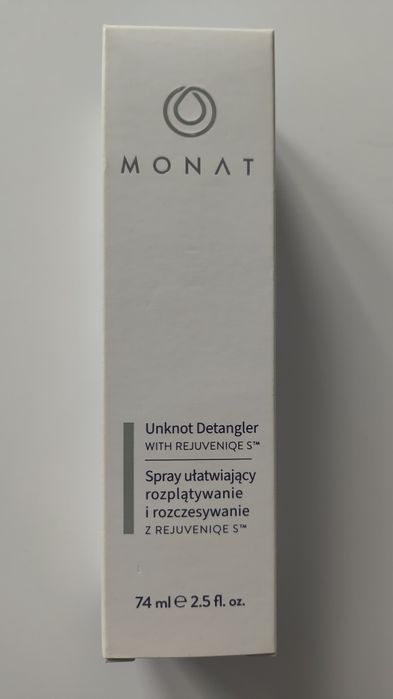 MONAT
Unknot Detangler
WITH REJUVENIQE S™
Spray ułatwiający
rozplątywanie
i rozczesywanie
Z REJUVENIQE S™
74 ml ℮ 2.5 fl. oz.